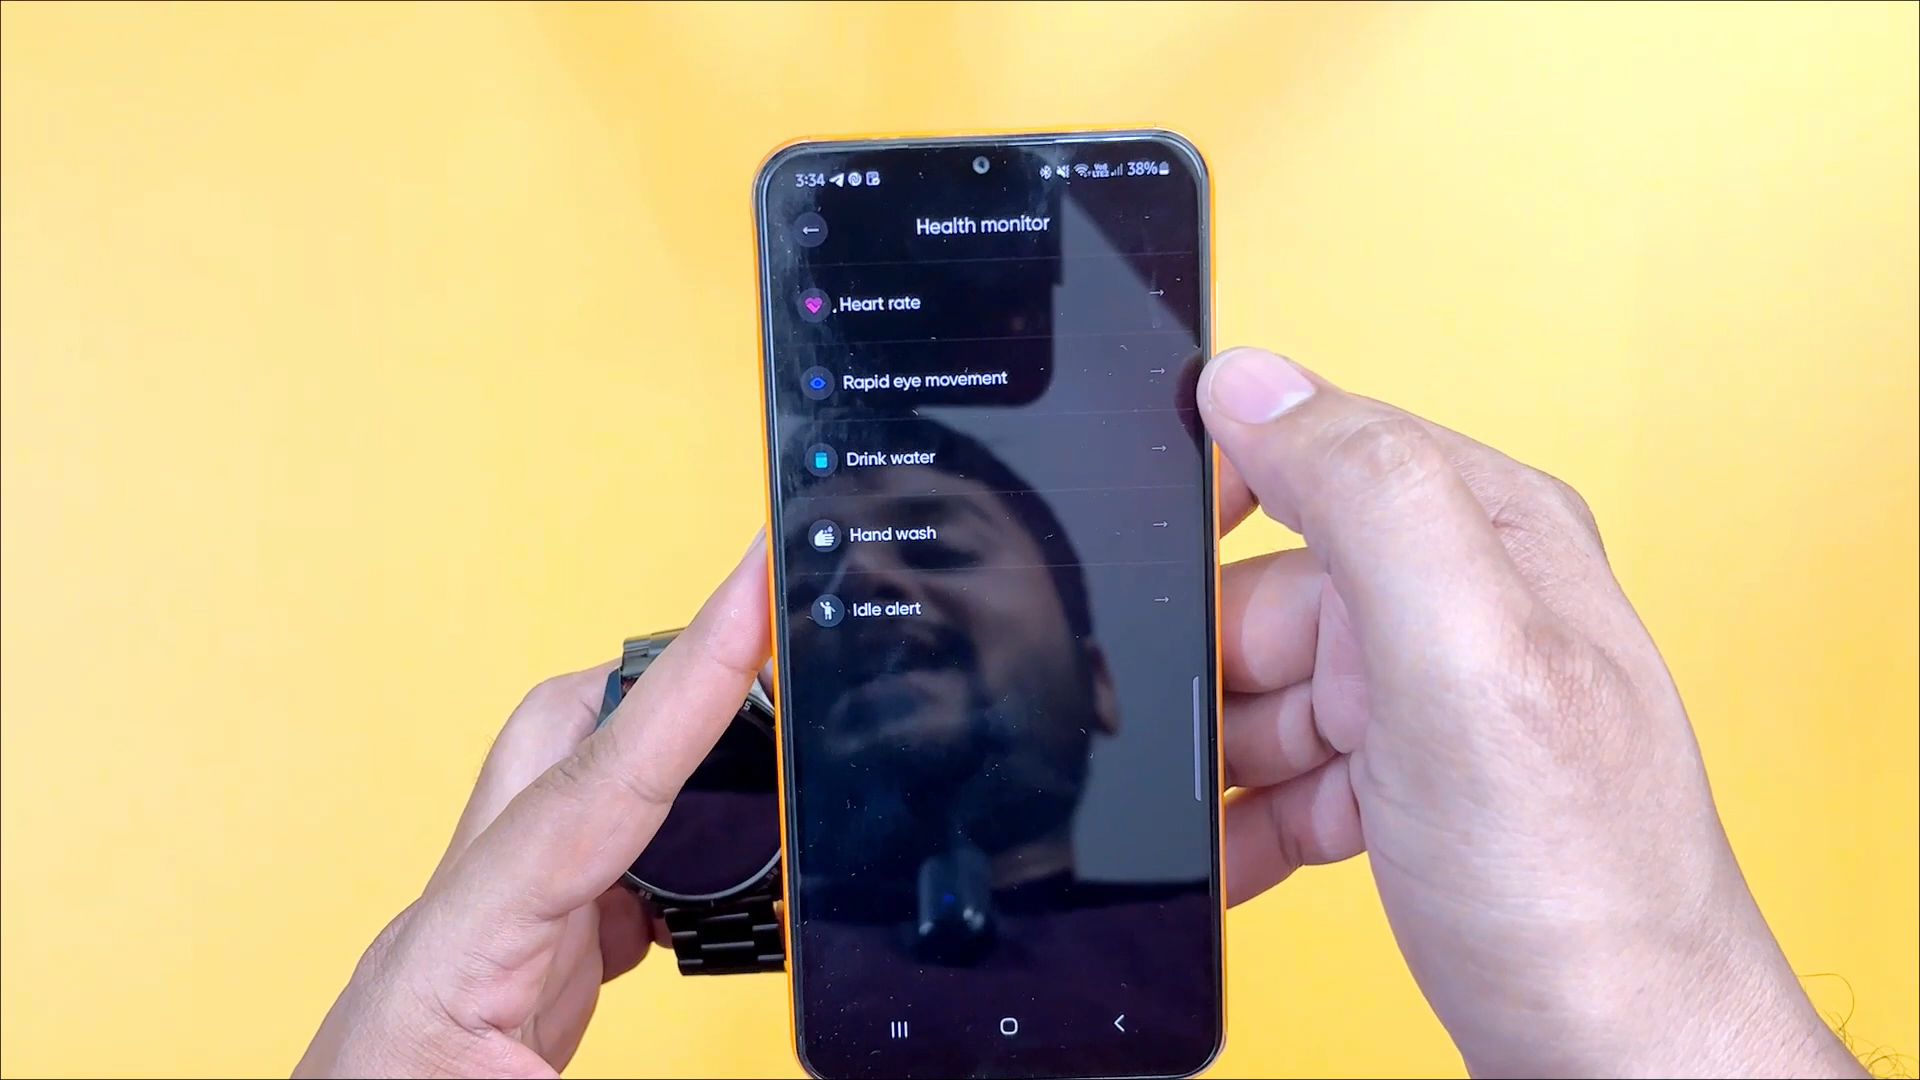 3:34
38%
Health monitor
Heart rate
Rapid eye movement
Drink water
Hand wash
Idle alert